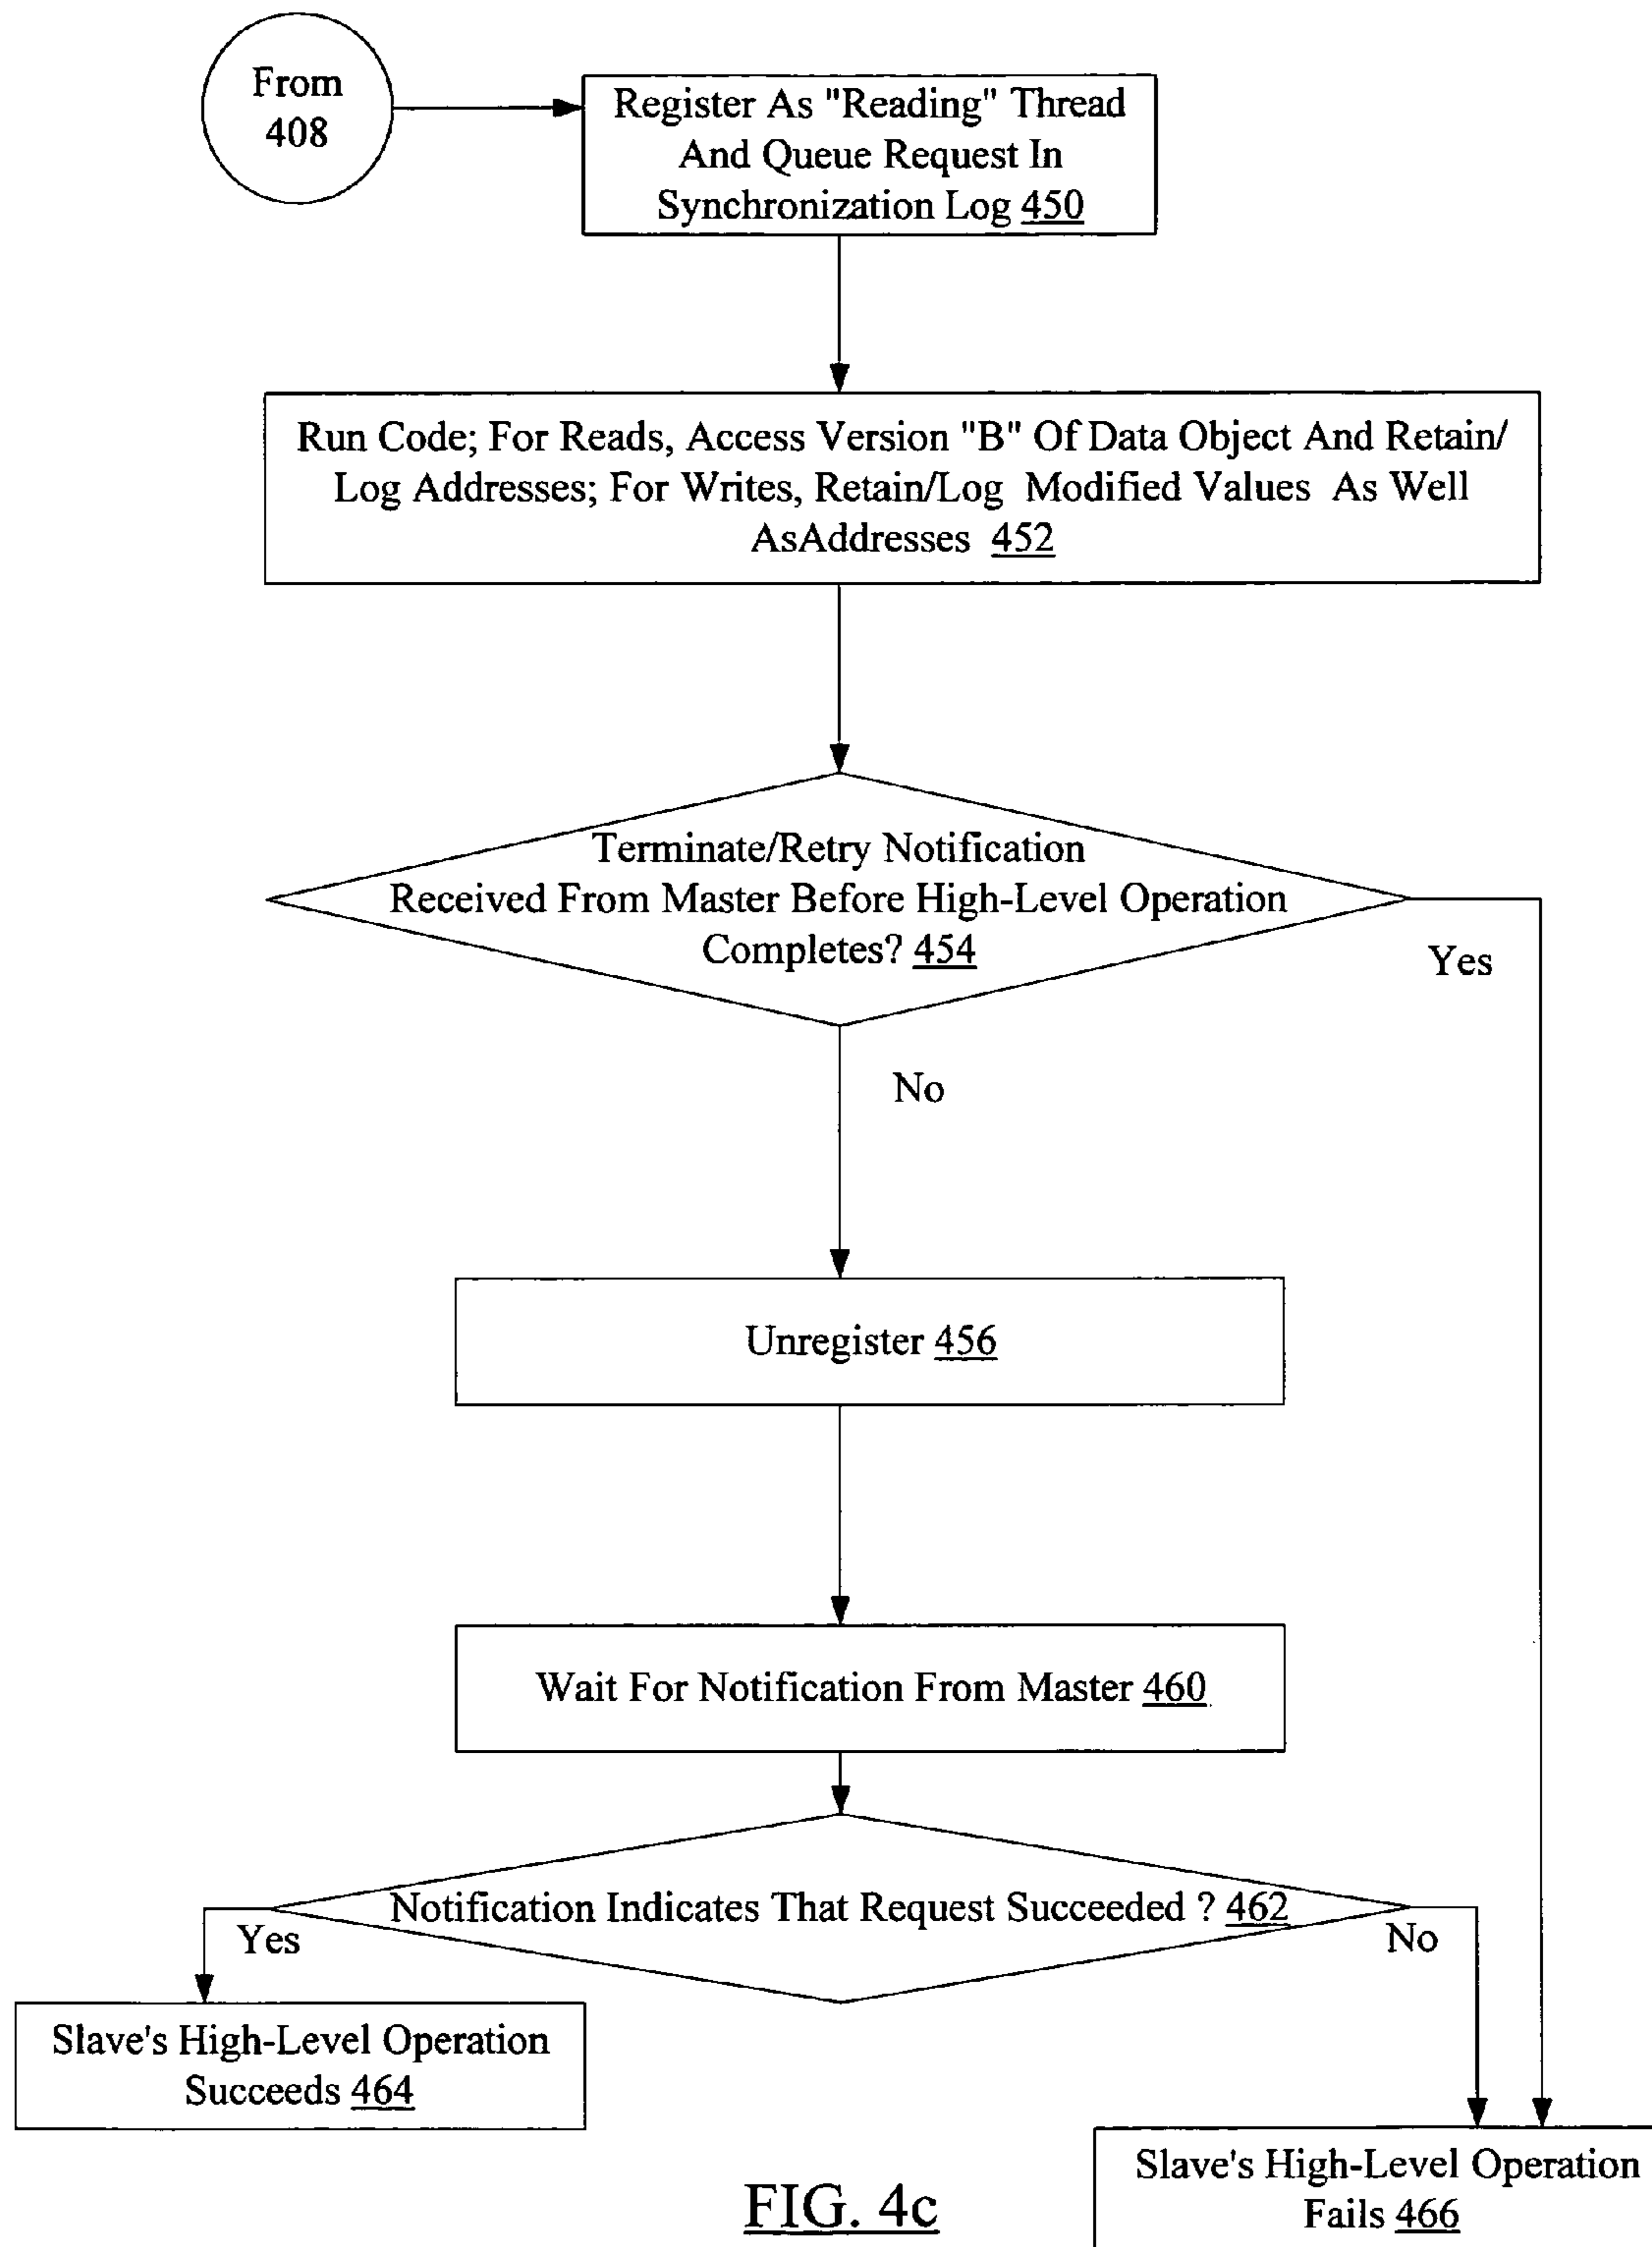 From
408
Register As "Reading" Thread
And Queue Request In
Synchronization Log 450
Run Code; For Reads, Access Version "B" Of Data Object And Retain/
Log Addresses; For Writes, Retain/Log Modified Values As Well
AsAddresses 452
Terminate/Retry Notification
Received From Master Before High-Level Operation
Completes? 454
Yes
No
Unregister 456
Wait For Notification From Master 460
Notification Indicates That Request Succeeded ? 462
Yes
No
Slave's High-Level Operation
Succeeds 464
Slave's High-Level Operation
Fails 466
FIG. 4c